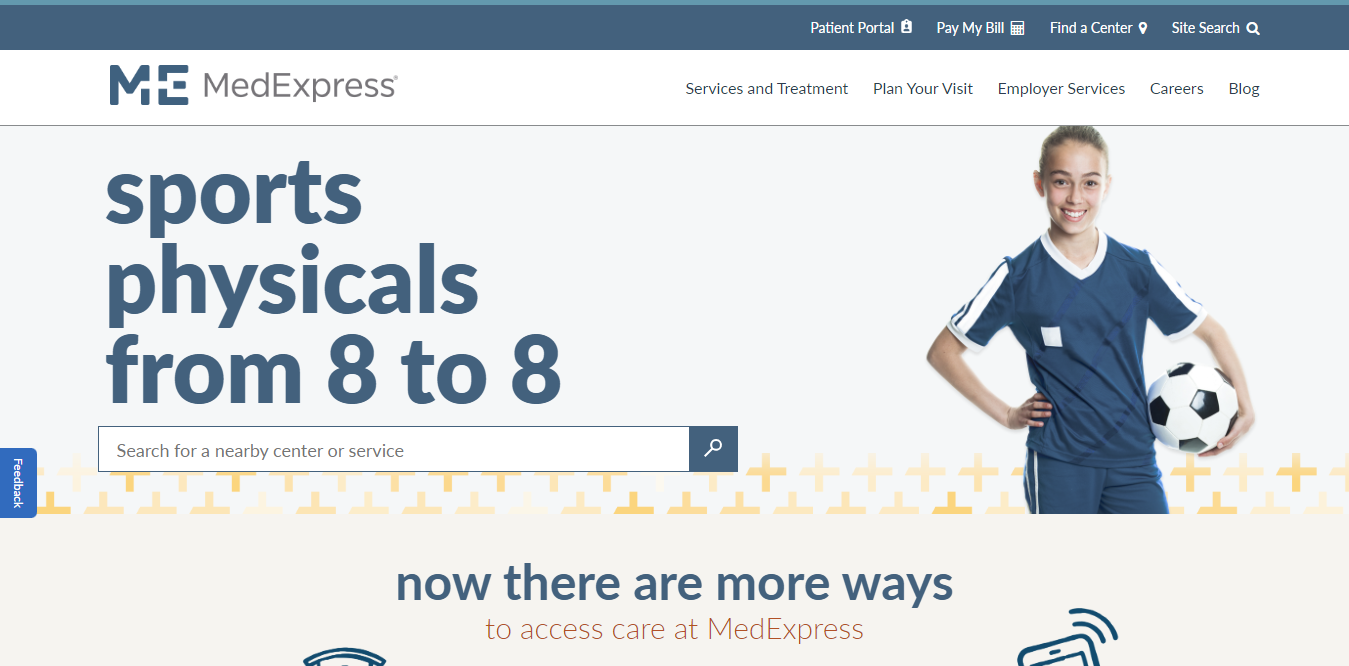 Patient Portal
Pay My Bill
Find a Center
Site Search
ME MedExpress®
Services and Treatment
Plan Your Visit
Employer Services
Careers
Blog
sports
physicals
from 8 to 8
Search for a nearby center or service
Feedback
now there are more ways
to access care at MedExpress